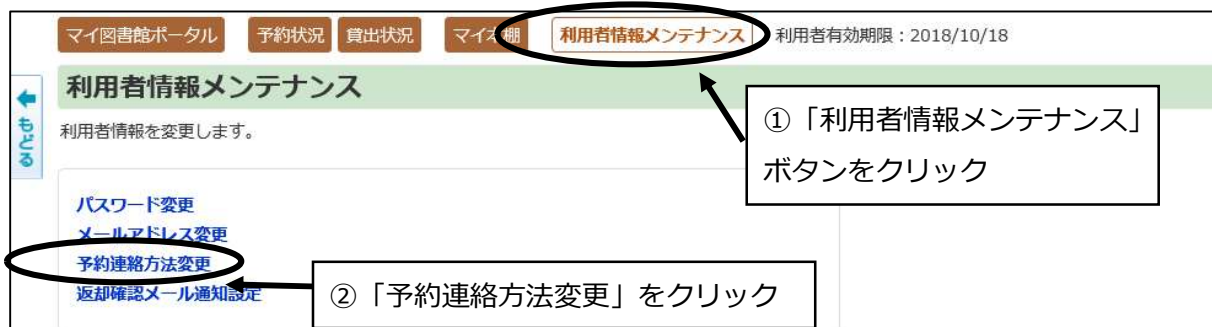 マイ図書館ポータル 予約状況 貸出状況 マイ本棚 利用者情報メンテナンス 利用者有効期限：2018/10/18
もどる
利用者情報メンテナンス
利用者情報を変更します。
①「利用者情報メンテナンス」
ボタンをクリック
パスワード変更
メールアドレス変更
予約連絡方法変更
返却確認メール通知設定
②「予約連絡方法変更」をクリック